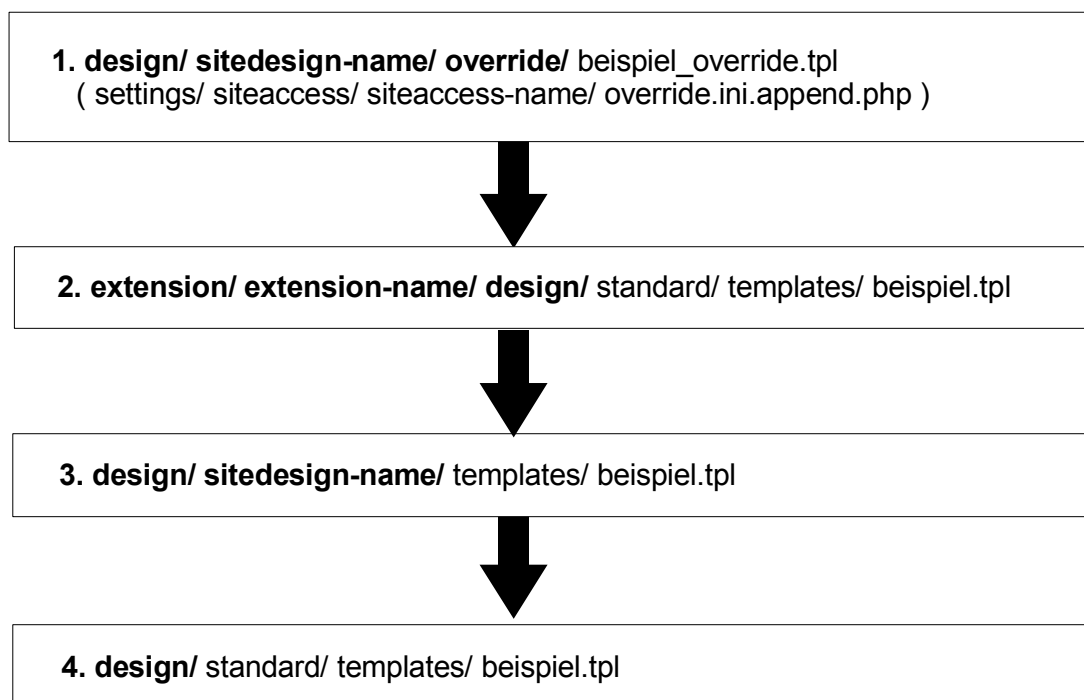 1. design/ sitedesign-name/ override/ beispiel_override.tpl
( settings/ siteaccess/ siteaccess-name/ override.ini.append.php )
2. extension/ extension-name/ design/ standard/ templates/ beispiel.tpl
3. design/ sitedesign-name/ templates/ beispiel.tpl
4. design/ standard/ templates/ beispiel.tpl